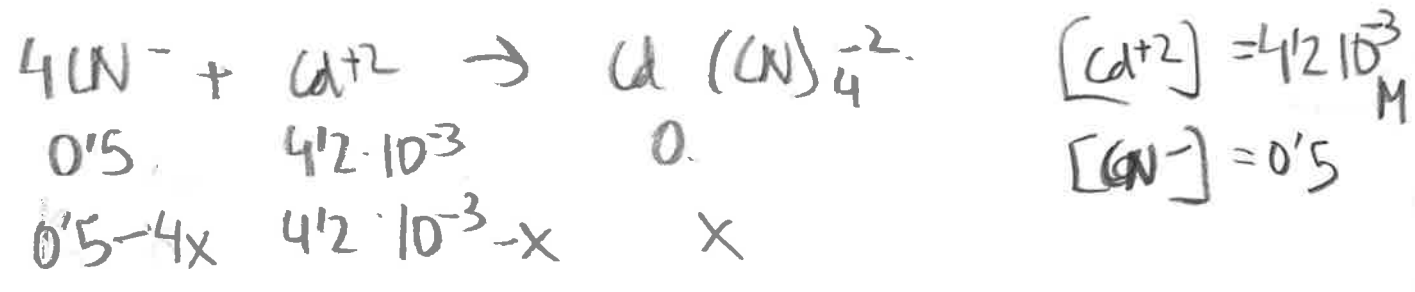 4CN⁻ + Cd+2 → Cd (CN)₄⁻². [Cd+2] = 4'2 10⁻³ M
0'5. 4'2·10⁻³ 0. [CN⁻] = 0'5
0'5-4x 4'2·10⁻³-x x